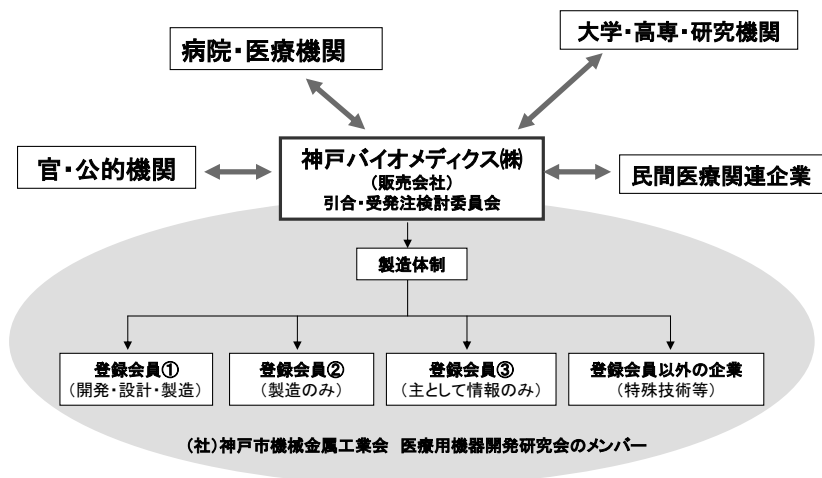 病院・医療機関
大学・高専・研究機関
官・公的機関
神戸バイオメディクス㈱
（販売会社）
引合・受発注検討委員会
民間医療関連企業
製造体制
登録会員①
（開発・設計・製造）
登録会員②
（製造のみ）
登録会員③
（主として情報のみ）
登録会員以外の企業
（特殊技術等）
（社）神戸市機械金属工業会　医療用機器開発研究会のメンバー